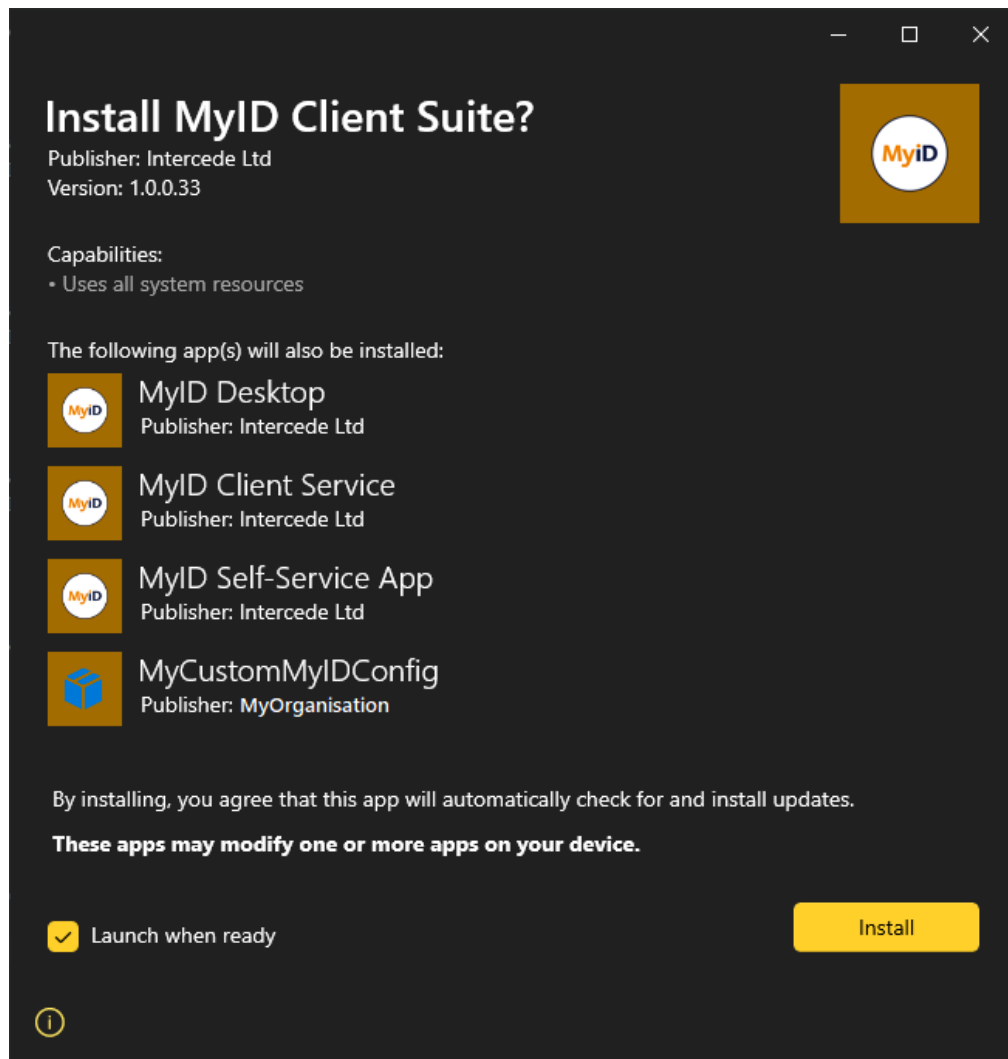 Install MyID Client Suite?
MyiD
Publisher: Intercede Ltd
Version: 1.0.0.33
Capabilities:
• Uses all system resources
The following app(s) will also be installed:
MyiD
MyID Desktop
Publisher: Intercede Ltd
MyiD
MyID Client Service
Publisher: Intercede Ltd
MyiD
MyID Self-Service App
Publisher: Intercede Ltd
MyCustomMyIDConfig
Publisher: MyOrganisation
By installing, you agree that this app will automatically check for and install updates.
These apps may modify one or more apps on your device.
Launch when ready
Install